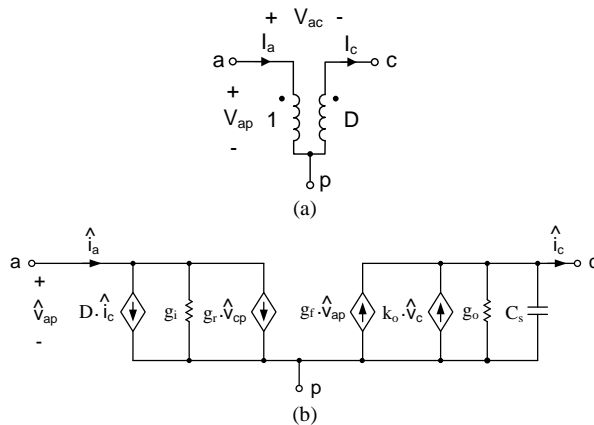 + V_ac -
I_a I_c
a c
+
V_ap 1 D
-
p
(a)
î_a î_c
a c
+
v̂_ap D·î_c g_i g_r·v̂_cp g_f·v̂_ap k_o·v̂_c g_o C_s
-
p
(b)